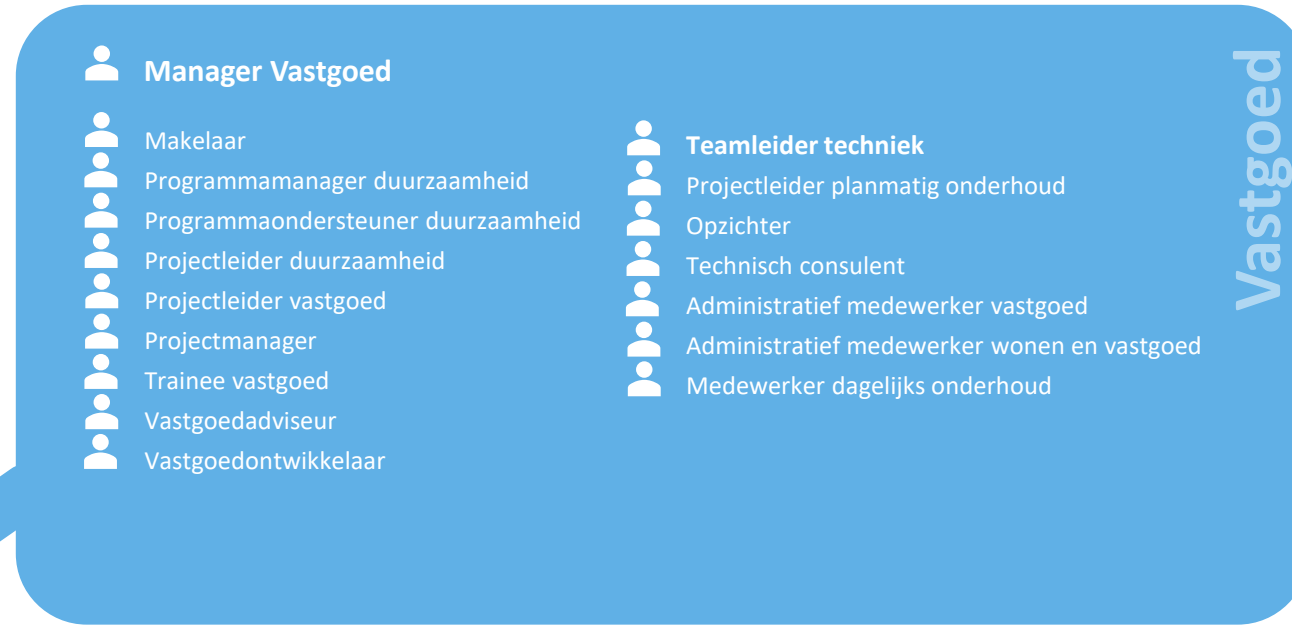 Manager Vastgoed
Makelaar
Programmamanager duurzaamheid
Programmaondersteuner duurzaamheid
Projectleider duurzaamheid
Projectleider vastgoed
Projectmanager
Trainee vastgoed
Vastgoedadviseur
Vastgoedontwikkelaar
Teamleider techniek
Projectleider planmatig onderhoud
Opzichter
Technisch consulent
Administratief medewerker vastgoed
Administratief medewerker wonen en vastgoed
Medewerker dagelijks onderhoud
Vastgoed